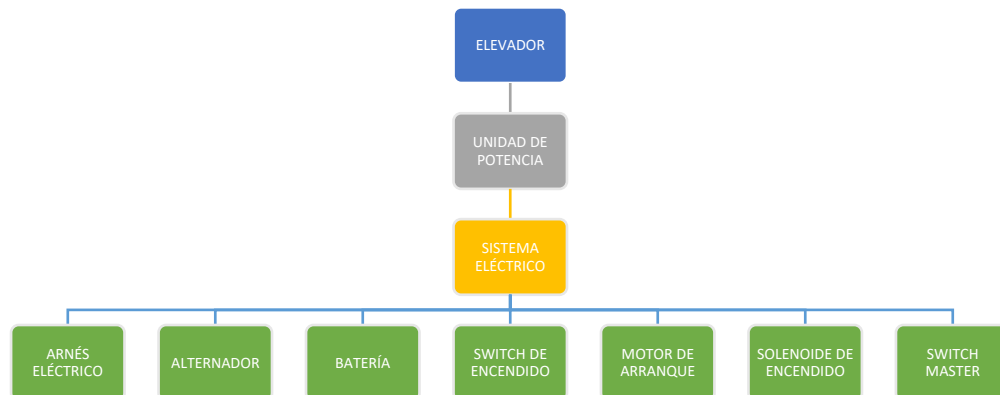 ELEVADOR
UNIDAD DE
POTENCIA
SISTEMA
ELÉCTRICO
ARNÉS
ELÉCTRICO
ALTERNADOR
BATERÍA
SWITCH DE
ENCENDIDO
MOTOR DE
ARRANQUE
SOLENOIDE DE
ENCENDIDO
SWITCH
MASTER